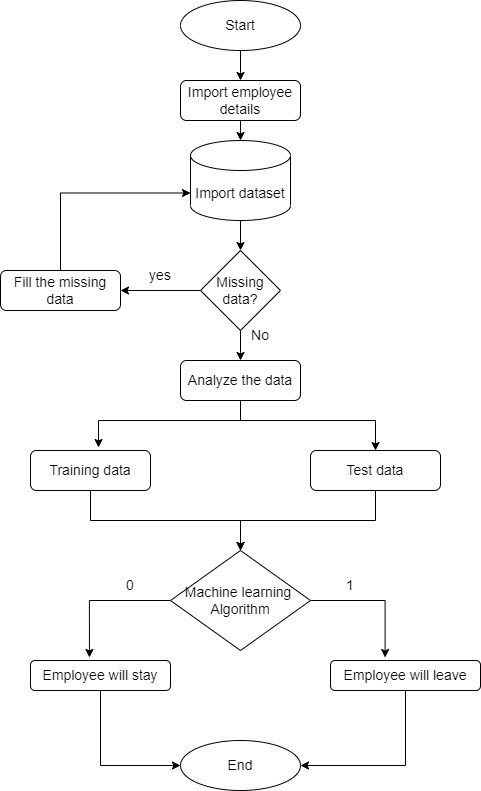 Start
Import employee
details
Import dataset
yes
Missing
data?
Fill the missing
data
No
Analyze the data
Training data
Test data
0
1
Machine learning
Algorithm
Employee will stay
Employee will leave
End